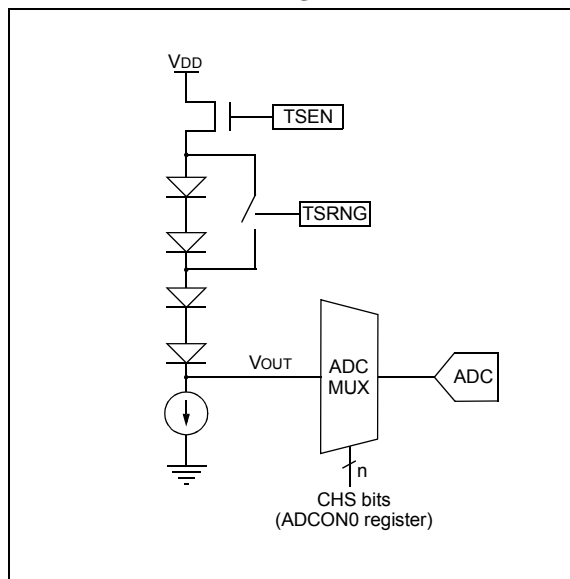 VDD
TSEN
TSRNG
VOUT
ADC
MUX
ADC
n
CHS bits
(ADCON0 register)